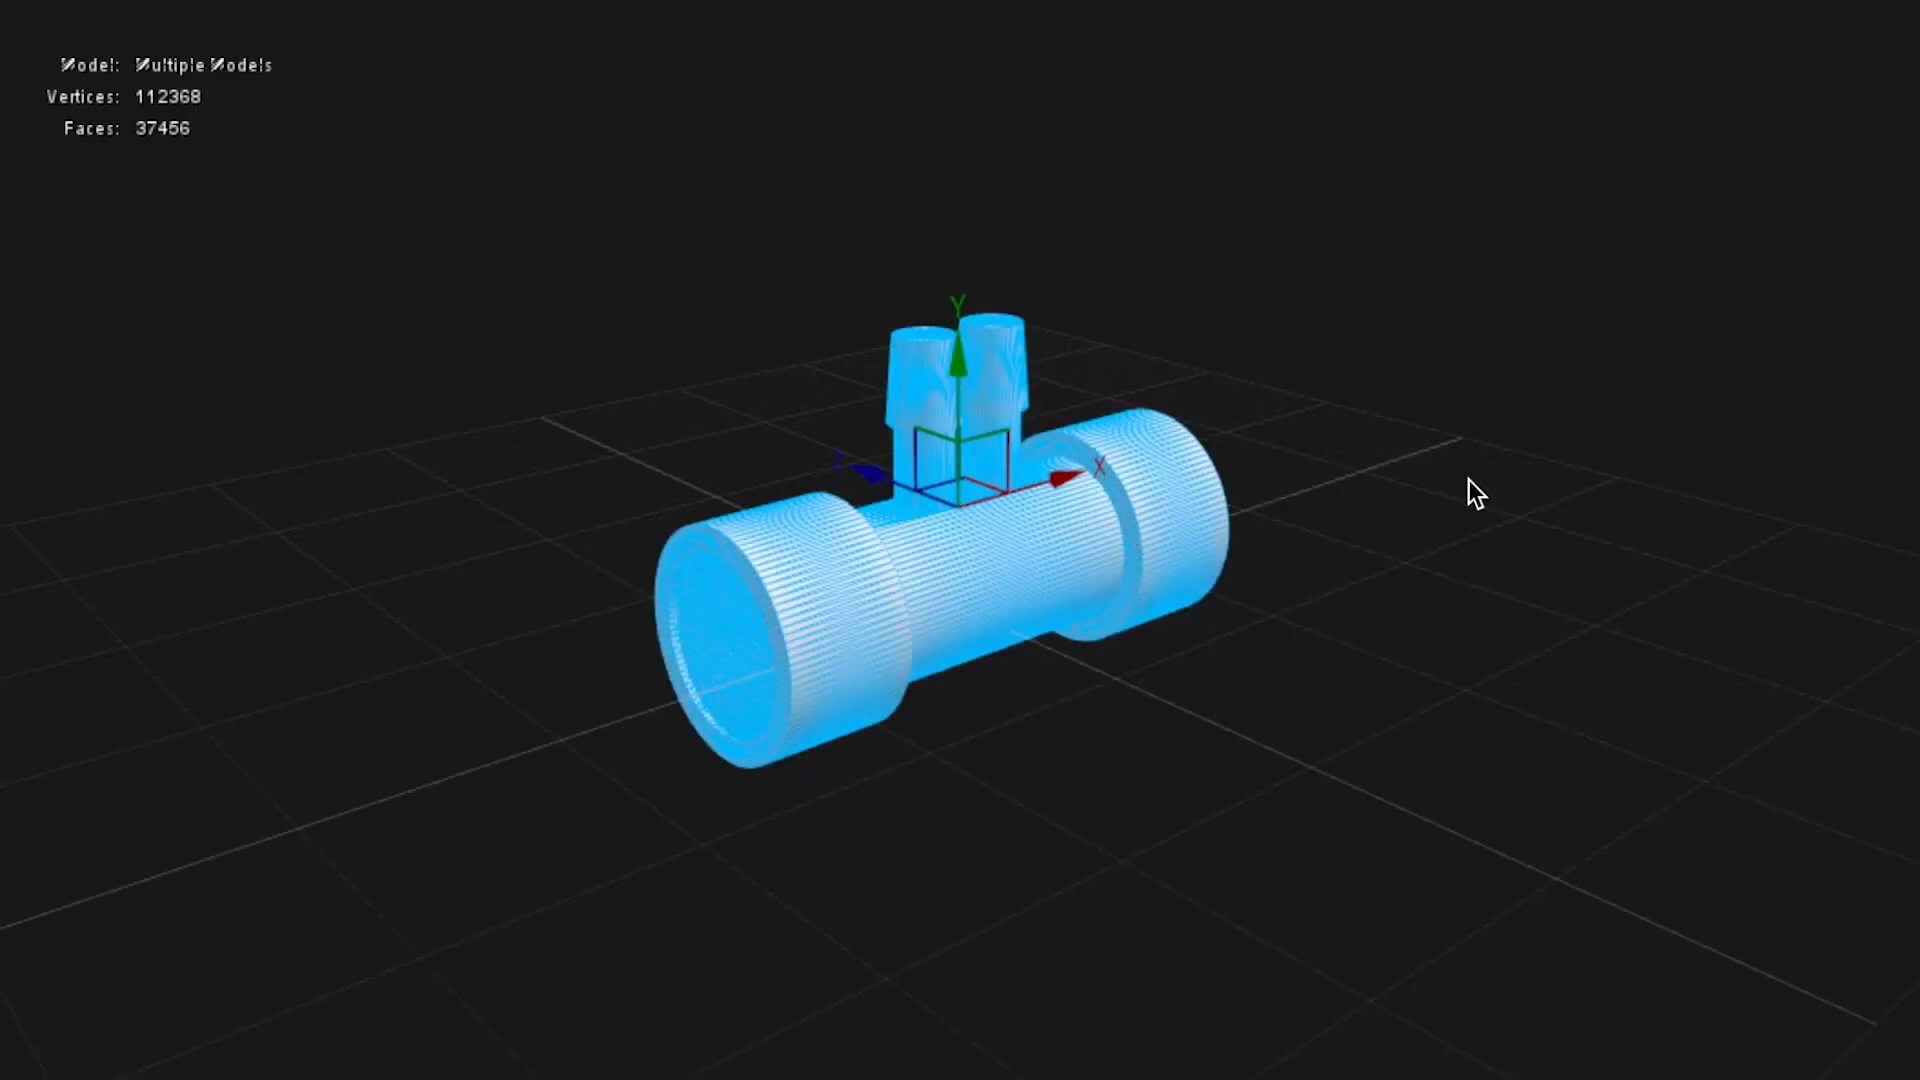 Model: Multiple Models
Vertices: 112368
Faces: 37456
Y
Z
X